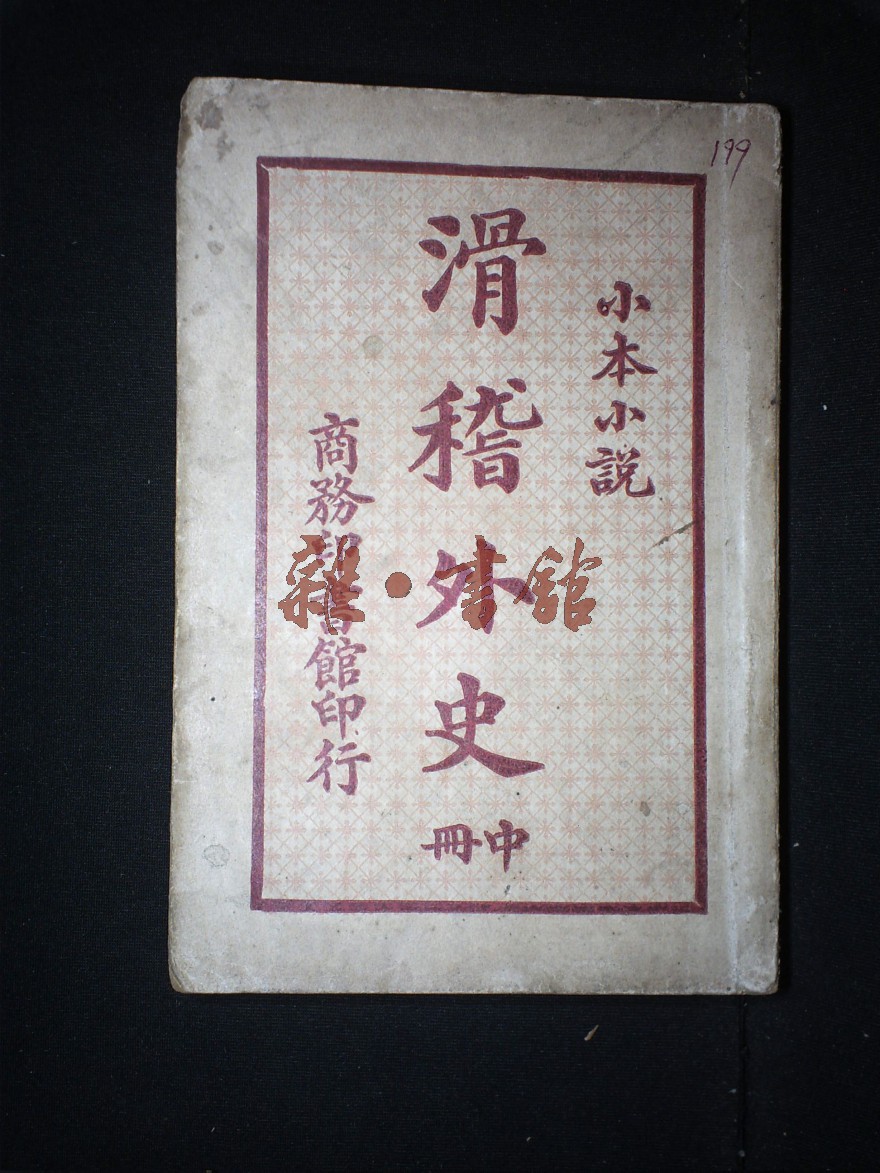 199
小本小説
滑稽外史
中冊
商務印書館印行
雜·書館